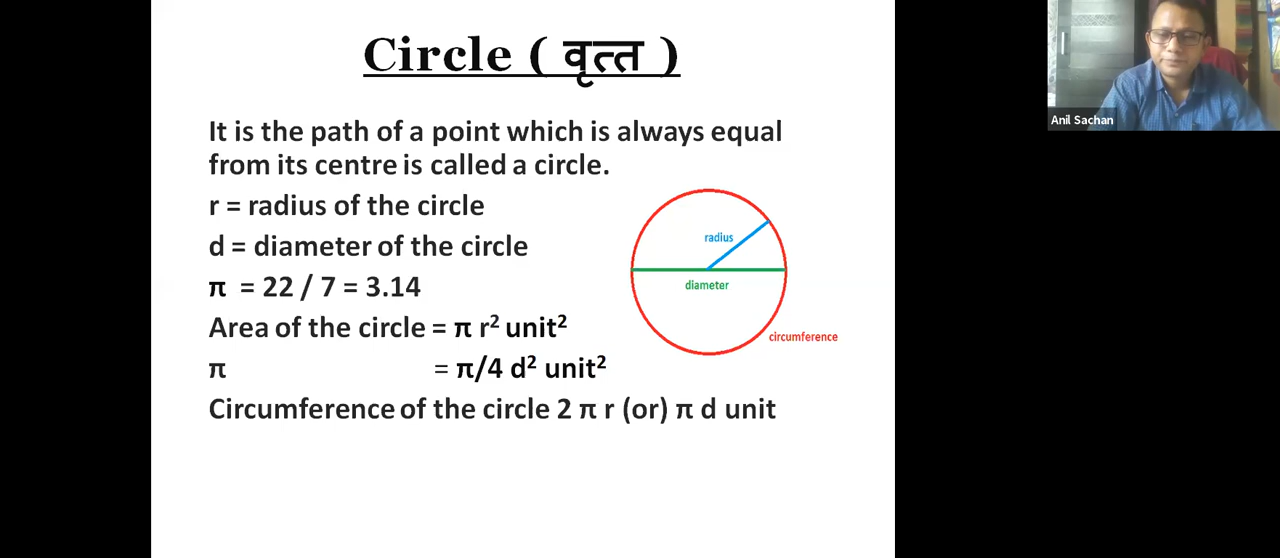 Circle ( वृत्त )
It is the path of a point which is always equal
from its centre is called a circle.
r = radius of the circle
d = diameter of the circle
π = 22 / 7 = 3.14
Area of the circle = π r² unit²
π = π/4 d² unit²
Circumference of the circle 2 π r (or) π d unit
radius
diameter
circumference
Anil Sachan